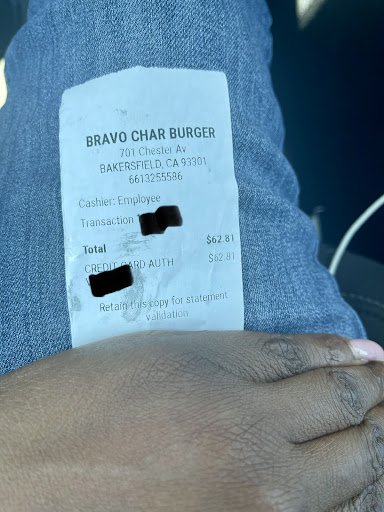 BRAVO CHAR BURGER
701 Chester Av
BAKERSFIELD, CA 93301
6613255586
Cashier: Employee
Transaction
Total $62.81
CREDIT CARD AUTH $62.81
Retain this copy for statement
validation